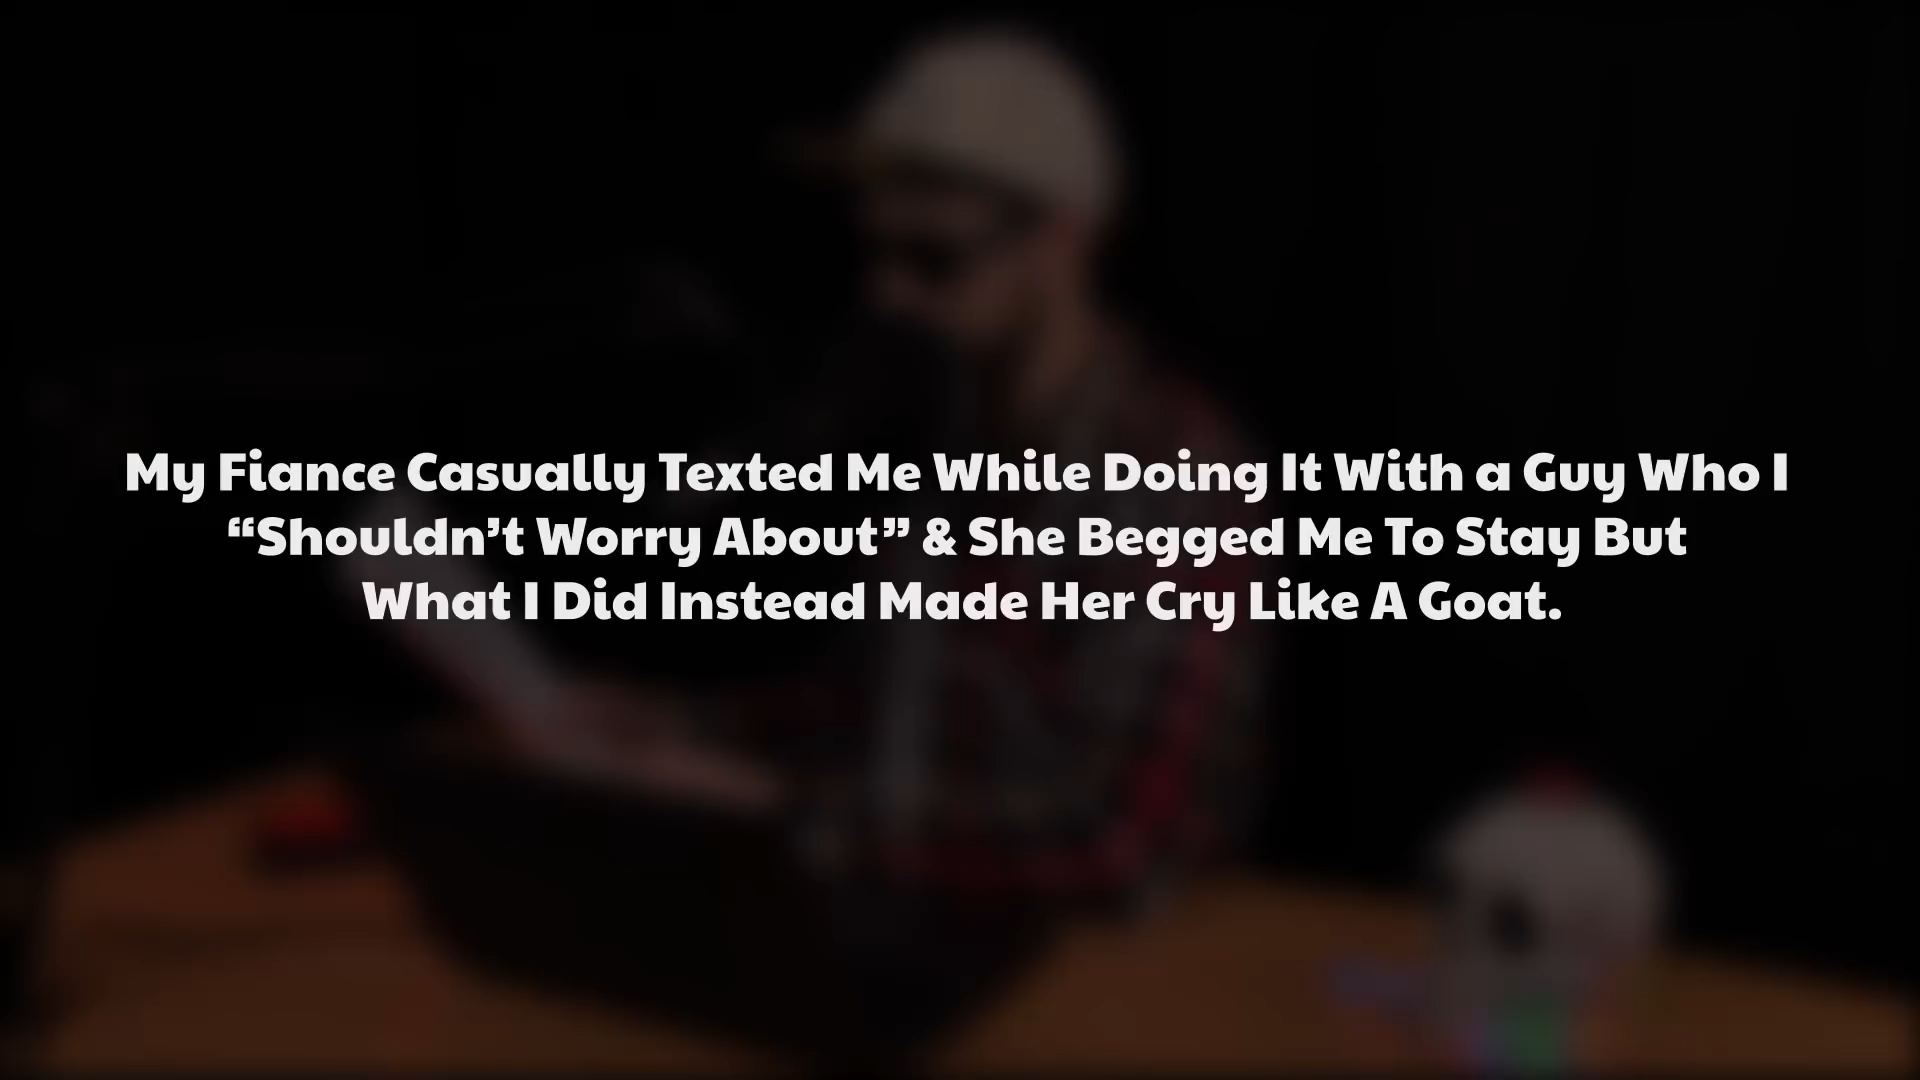 My Fiance Casually Texted Me While Doing It With a Guy Who I
“Shouldn’t Worry About” & She Begged Me To Stay But
What I Did Instead Made Her Cry Like A Goat.